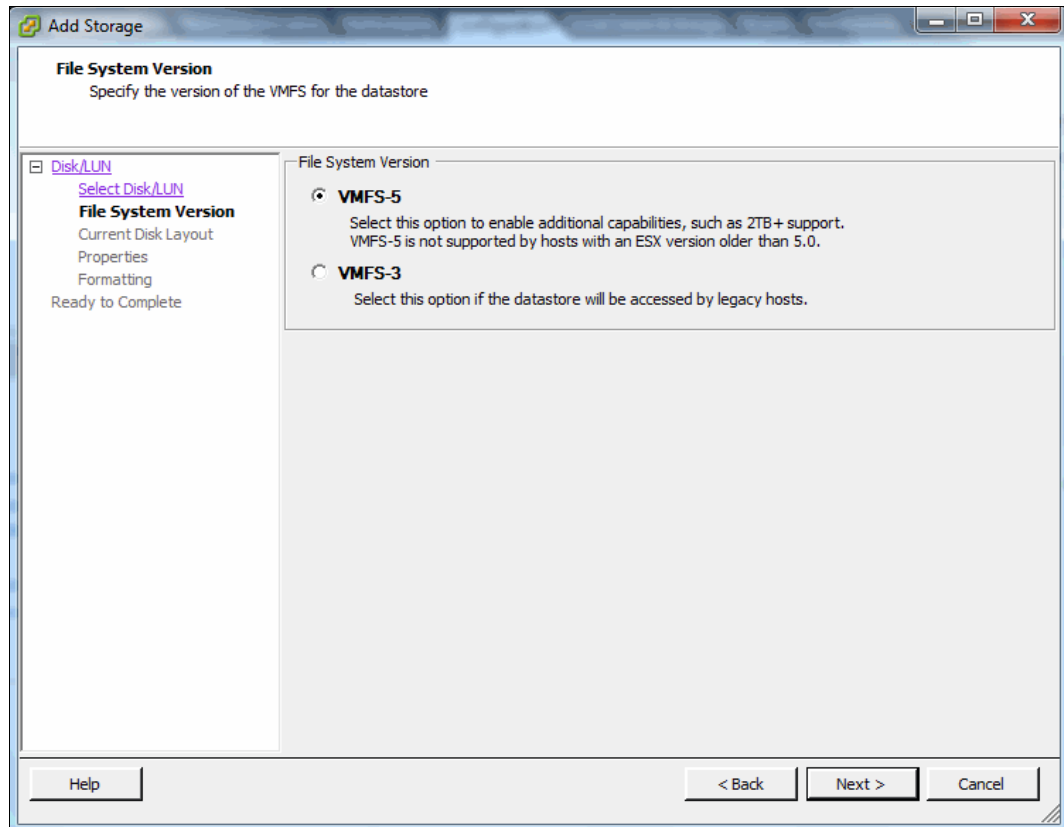 Add Storage
File System Version
Specify the version of the VMFS for the datastore
Disk/LUN
Select Disk/LUN
File System Version
Current Disk Layout
Properties
Formatting
Ready to Complete
File System Version
VMFS-5
Select this option to enable additional capabilities, such as 2TB+ support.
VMFS-5 is not supported by hosts with an ESX version older than 5.0.
VMFS-3
Select this option if the datastore will be accessed by legacy hosts.
Help
< Back
Next >
Cancel